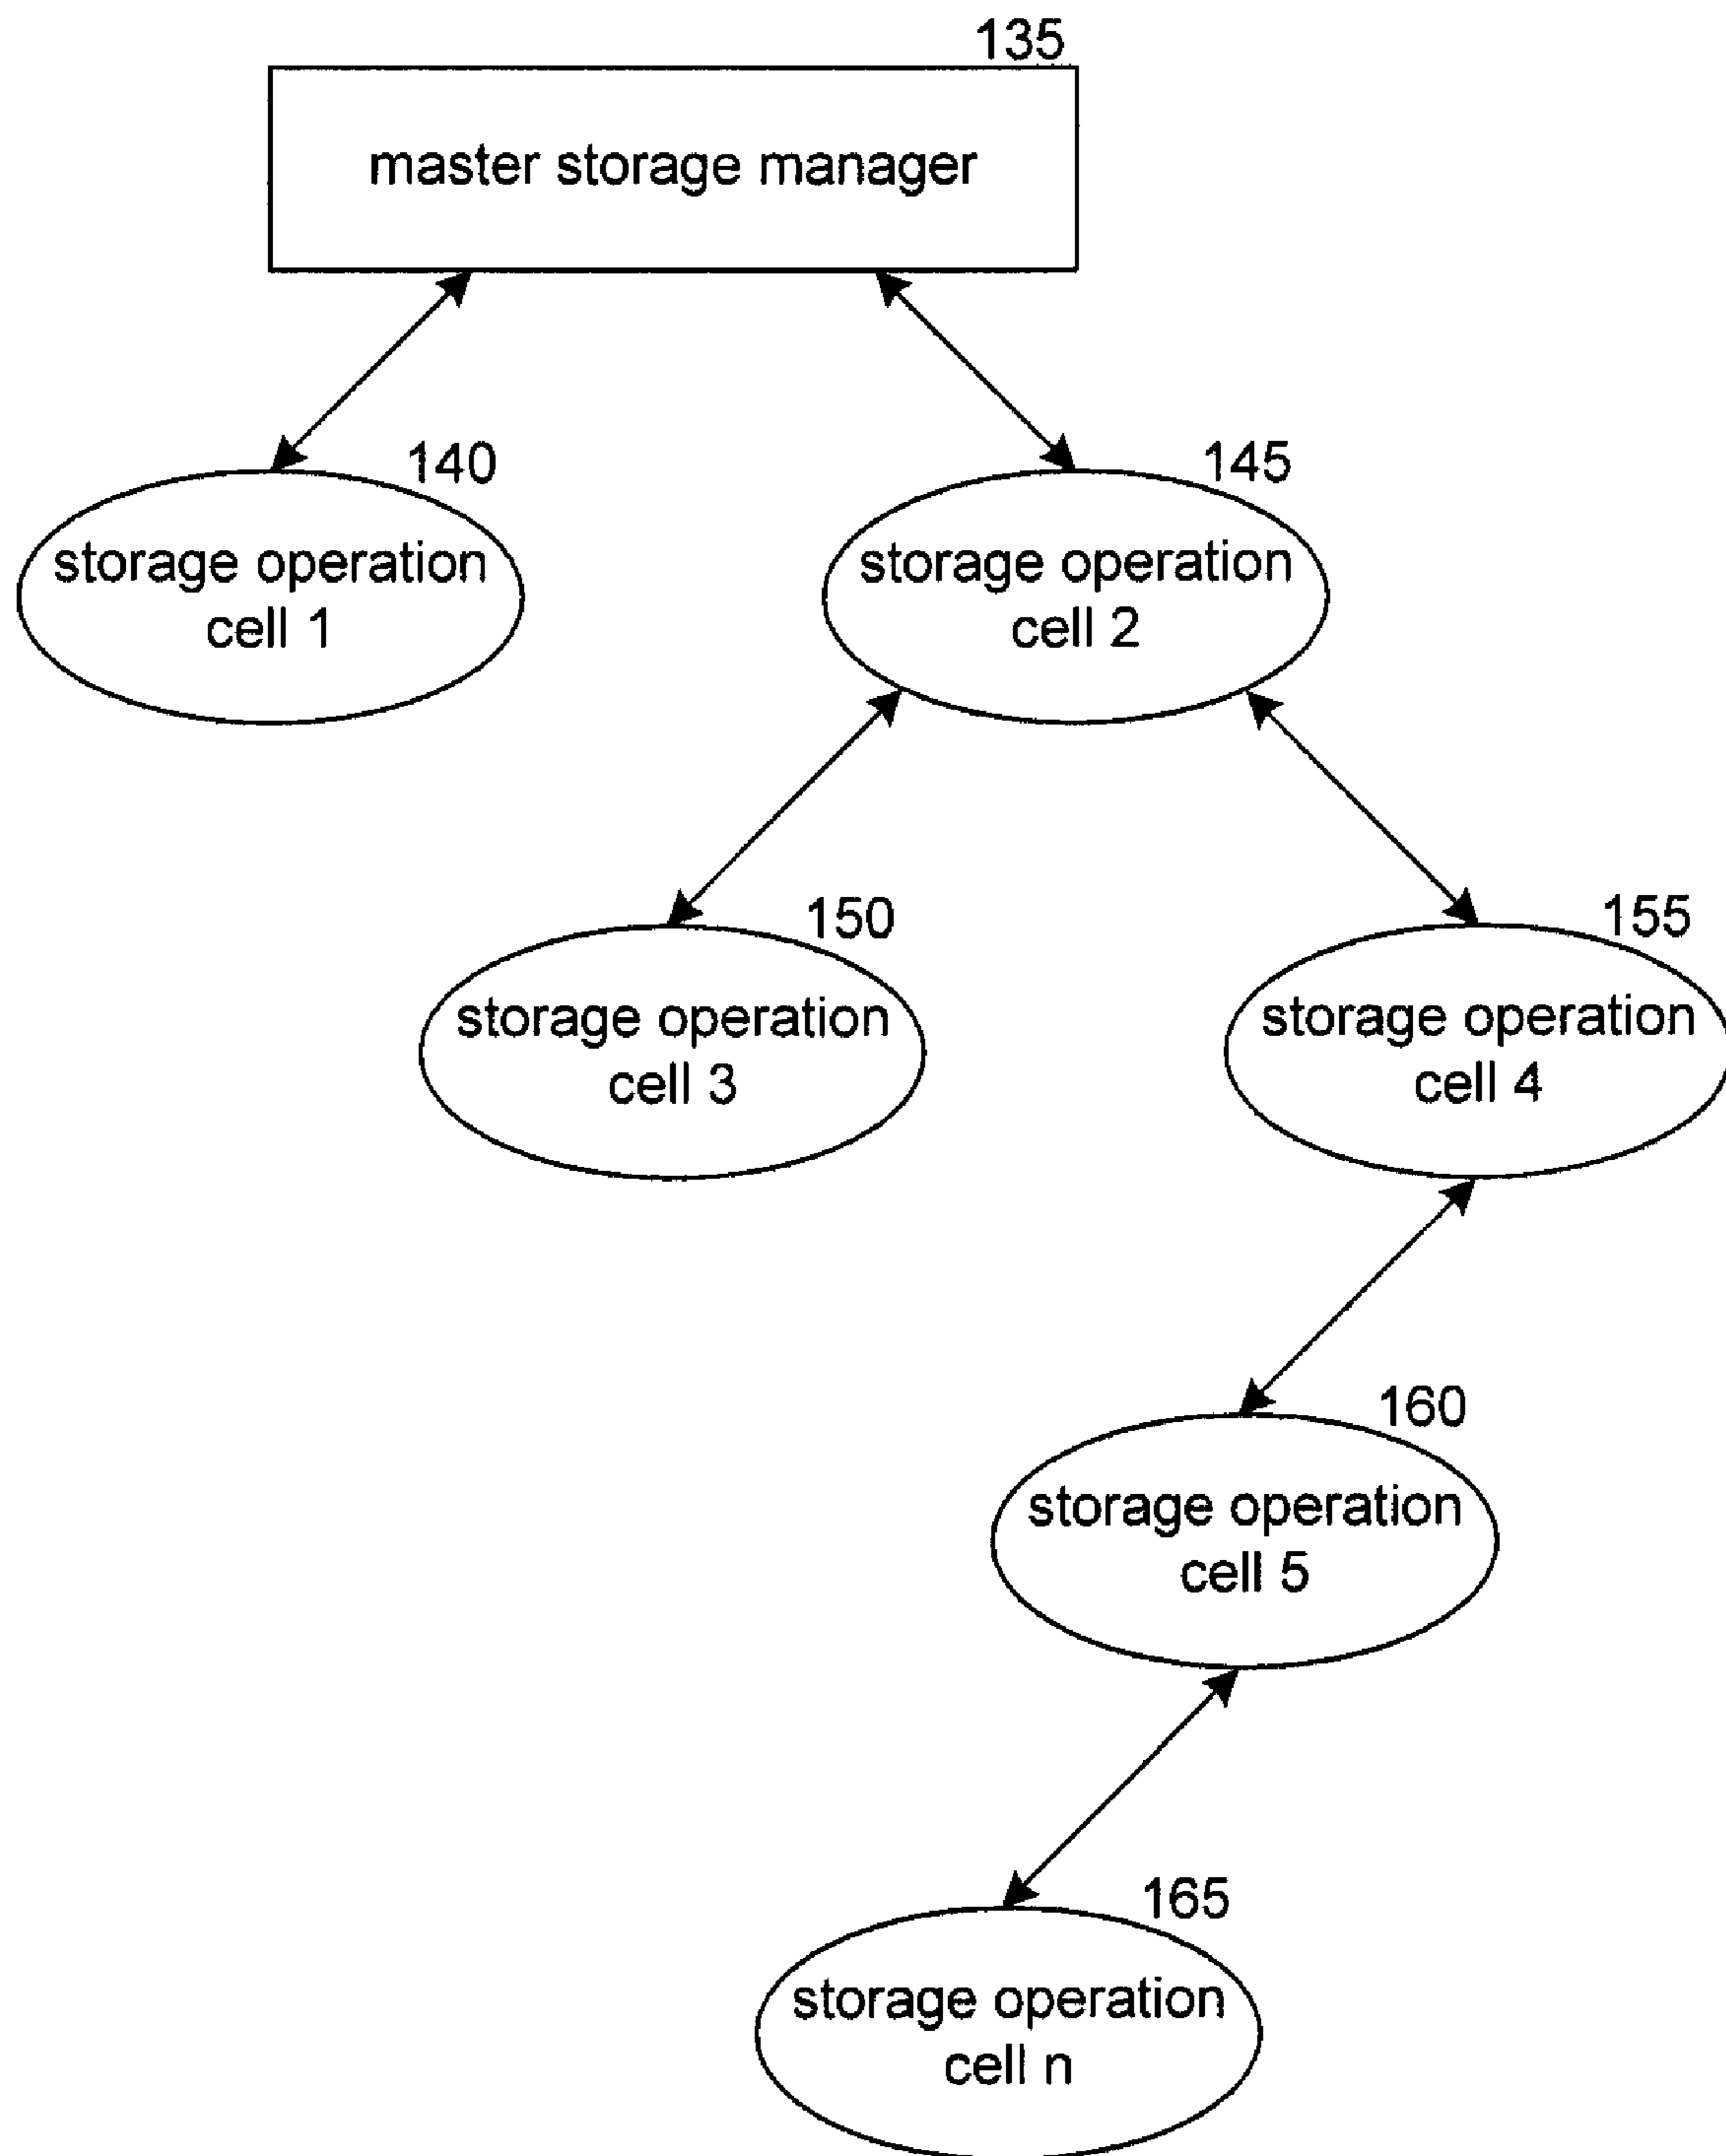 135
master storage manager
140
145
storage operation
cell 1
storage operation
cell 2
150
155
storage operation
cell 3
storage operation
cell 4
160
storage operation
cell 5
165
storage operation
cell n